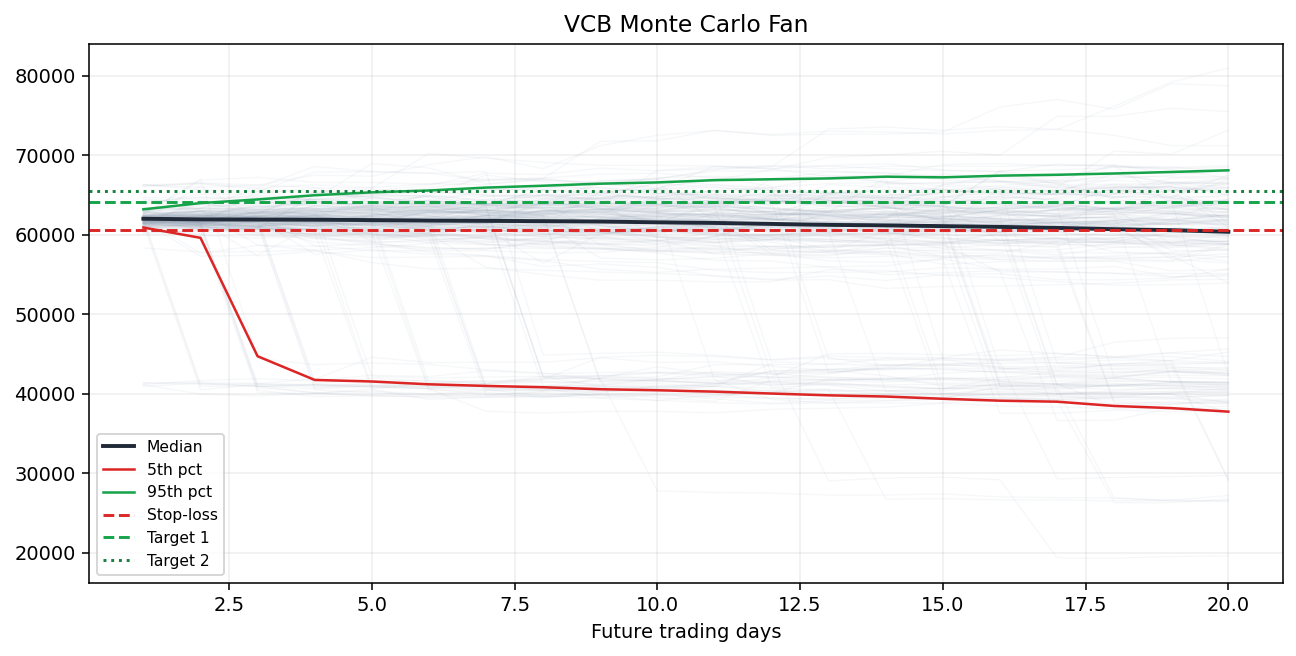 VCB Monte Carlo Fan
80000
70000
60000
50000
40000
30000
20000
Median
5th pct
95th pct
Stop-loss
Target 1
Target 2
2.5 5.0 7.5 10.0 12.5 15.0 17.5 20.0
Future trading days